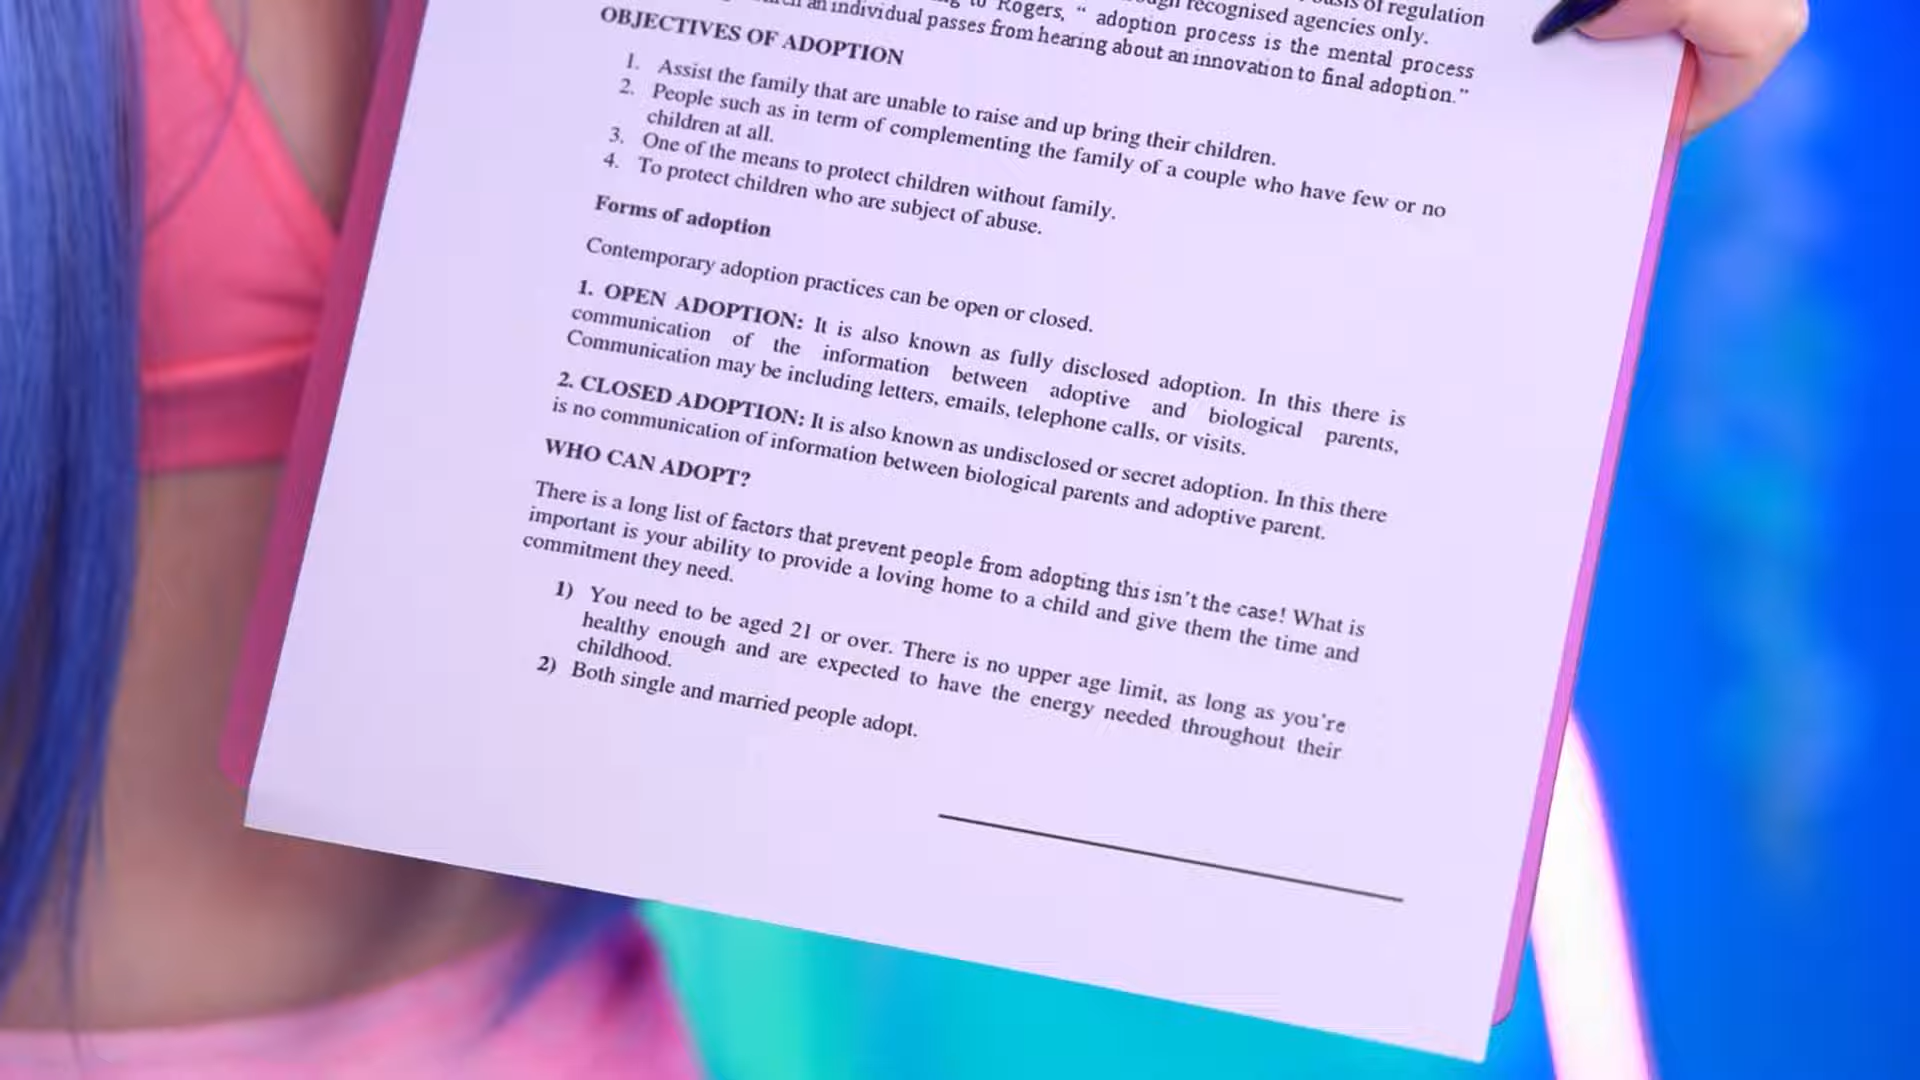 of regulation
recognised agencies only.
to Rogers, “ adoption process is the mental process
an individual passes from hearing about an innovation to final adoption.”
OBJECTIVES OF ADOPTION
1. Assist the family that are unable to raise and up bring their children.
2. People such as in term of complementing the family of a couple who have few or no
children at all.
3. One of the means to protect children without family.
4. To protect children who are subject of abuse.
Forms of adoption
Contemporary adoption practices can be open or closed.
1. OPEN ADOPTION: It is also known as fully disclosed adoption. In this there is
communication of the information between adoptive and biological parents,
Communication may be including letters, emails, telephone calls, or visits.
2. CLOSED ADOPTION: It is also known as undisclosed or secret adoption. In this there
is no communication of information between biological parents and adoptive parent.
WHO CAN ADOPT?
There is a long list of factors that prevent people from adopting this isn’t the case! What is
important is your ability to provide a loving home to a child and give them the time and
commitment they need.
1) You need to be aged 21 or over. There is no upper age limit, as long as you’re
healthy enough and are expected to have the energy needed throughout their
childhood.
2) Both single and married people adopt.